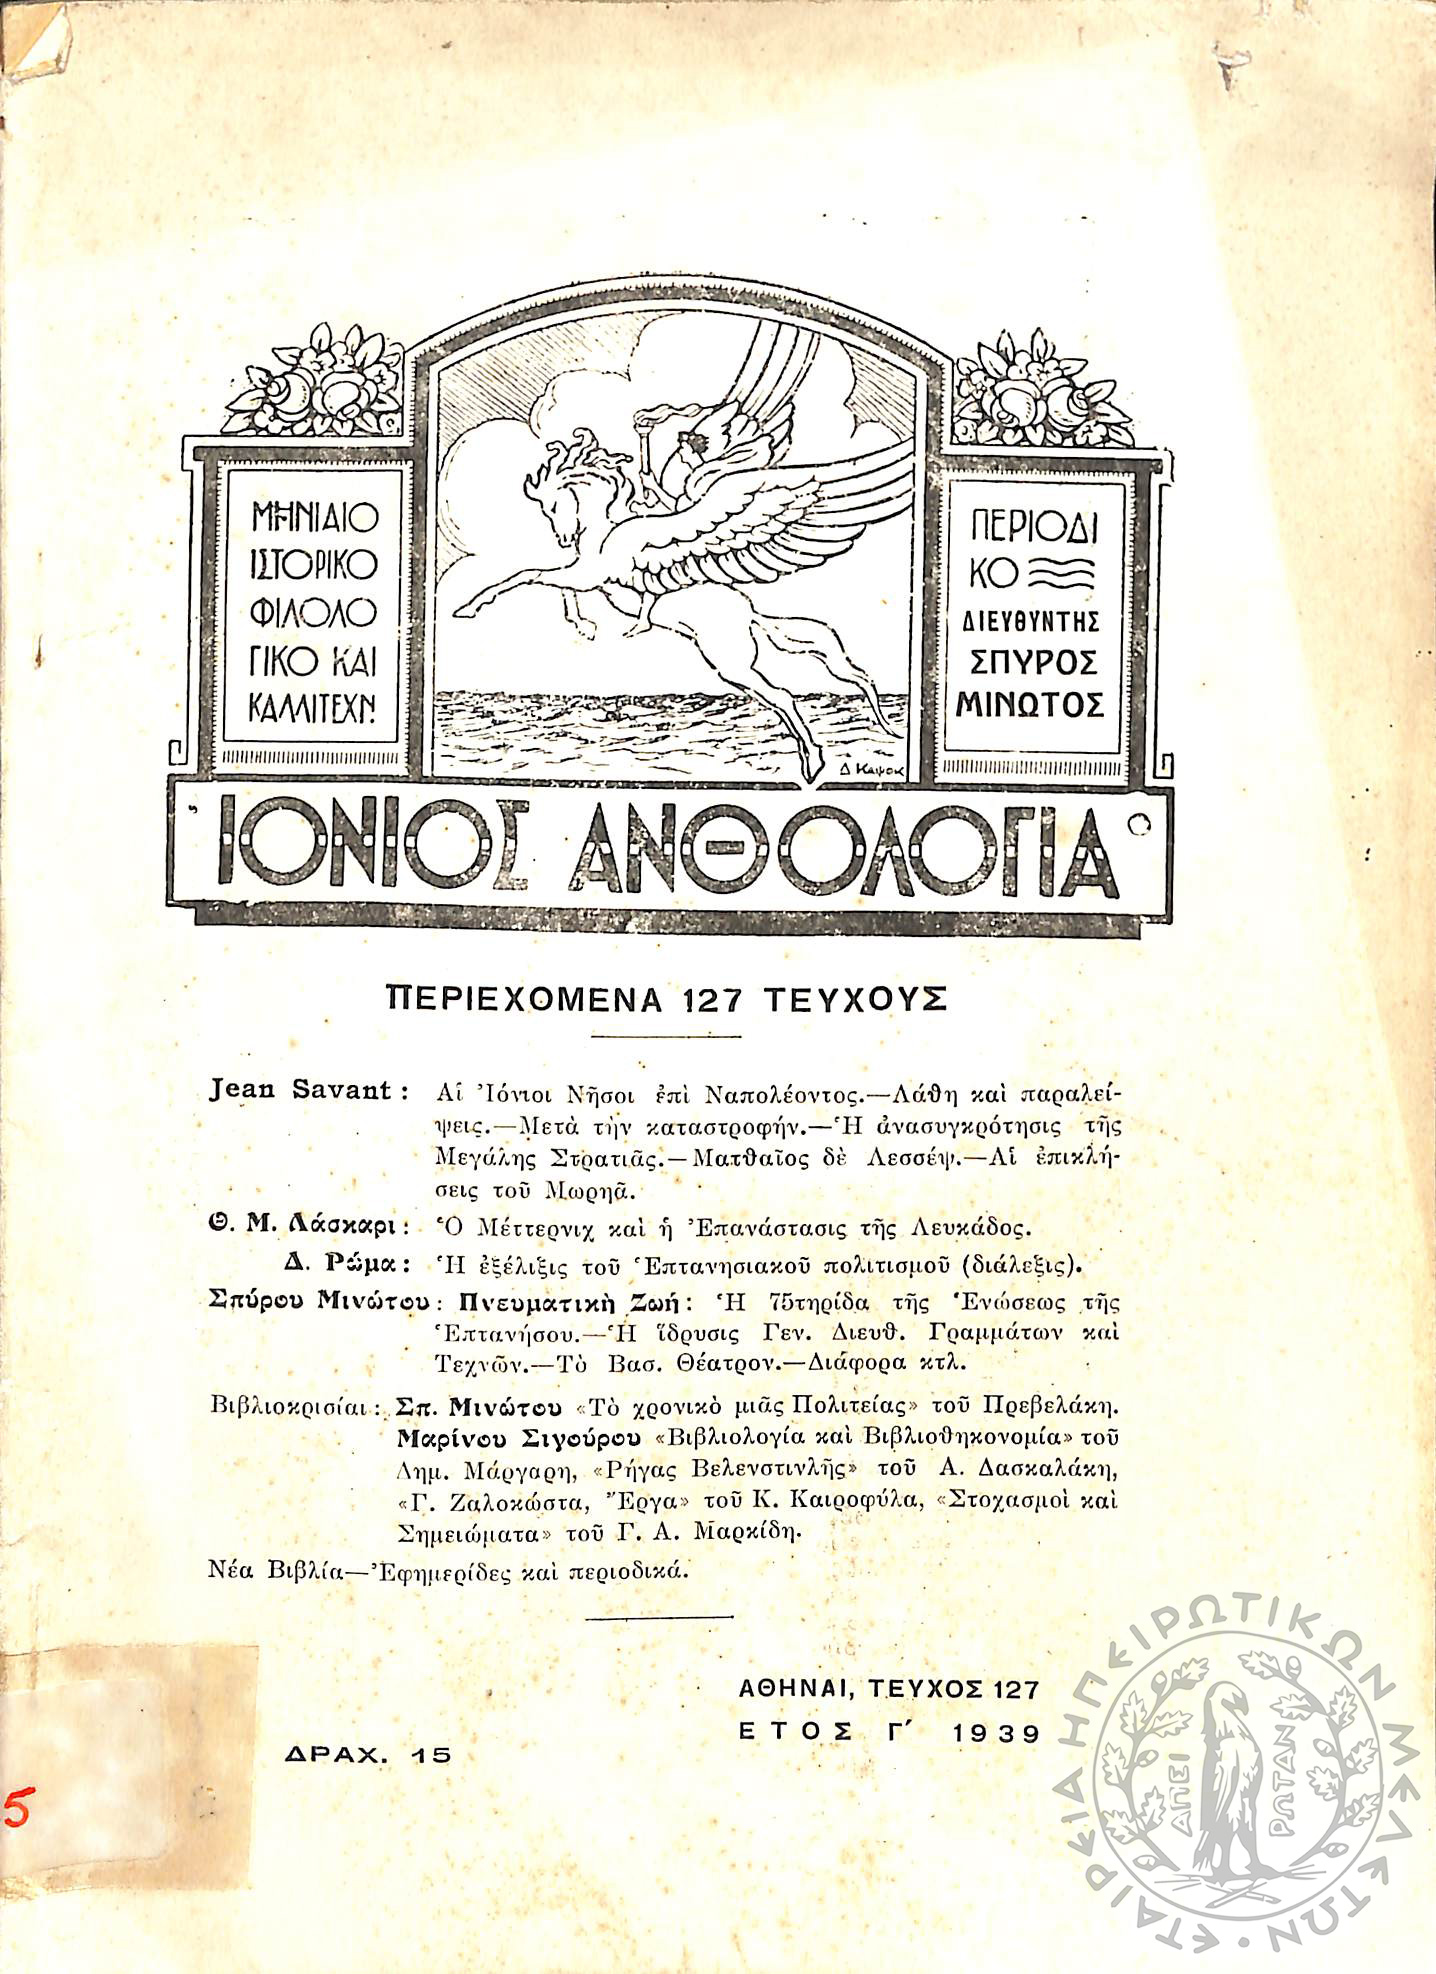 ΜΗΝΙΑΙΟ
ΙΣΤΟΡΙΚΟ
ΦΙΛΟΛΟ
ΓΙΚΟ ΚΑΙ
ΚΑΛΛΙΤΕΧΝ.
ΠΕΡΙΟΔΙ
ΚΟ
ΔΙΕΥΘΥΝΤΗΣ
ΣΠΥΡΟΣ
ΜΙΝΩΤΟΣ
ΙΟΝΙΟΣ ΑΝΘΟΛΟΓΙΑ
ΠΕΡΙΕΧΟΜΕΝΑ 127 ΤΕΥΧΟΥΣ
Jean Savant: Αἱ Ἰόνιοι Νῆσοι ἐπὶ Ναπολέοντος.—Λάθη καὶ παραλεί-
ψεις.—Μετὰ τὴν καταστροφήν.—Ἡ ἀνασυγκρότησις τῆς
Μεγάλης Στρατιᾶς.—Ματθαῖος δὲ Λεσσέψ.—Αἱ ἐπικλή-
σεις τοῦ Μωρηᾶ.
Θ. Μ. Λάσκαρι: Ὁ Μέττερνιχ καὶ ἡ Ἐπανάστασις τῆς Λευκάδος.
Δ. Ρώμα: Ἡ ἐξέλιξις τοῦ Ἑπτανησιακοῦ πολιτισμοῦ (διάλεξις).
Σπύρου Μινώτου: Πνευματικὴ Ζωή: Ἡ 75τηρίδα τῆς Ἑνώσεως τῆς
Ἑπτανήσου.—Ἡ ἵδρυσις Γεν. Διευθ. Γραμμάτων καὶ
Τεχνῶν.—Τὸ Βασ. Θέατρον.—Διάφορα κτλ.
Βιβλιοκρισίαι: Σπ. Μινώτου «Τὸ χρονικὸ μιᾶς Πολιτείας» τοῦ Πρεβελάκη.
Μαρίνου Σιγούρου «Βιβλιολογία καὶ Βιβλιοθηκονομία» τοῦ
Δημ. Μάργαρη, «Ρήγας Βελενστινλῆς» τοῦ Α. Δασκαλάκη,
«Γ. Ζαλοκώστα, Ἔργα» τοῦ Κ. Καιροφύλα, «Στοχασμοὶ καὶ
Σημειώματα» τοῦ Γ. Α. Μαρκίδη.
Νέα Βιβλία—Ἐφημερίδες καὶ περιοδικά.
ΑΘΗΝΑΙ, ΤΕΥΧΟΣ 127
ΕΤΟΣ Γ΄ 1939
ΔΡΑΧ. 15
5
ΕΤΑΙΡΕΙΑ ΗΠΕΙΡΩΤΙΚΩΝ ΜΕΛΕΤΩΝ
ΑΠΕΙ
ΡΩΤΑΝ